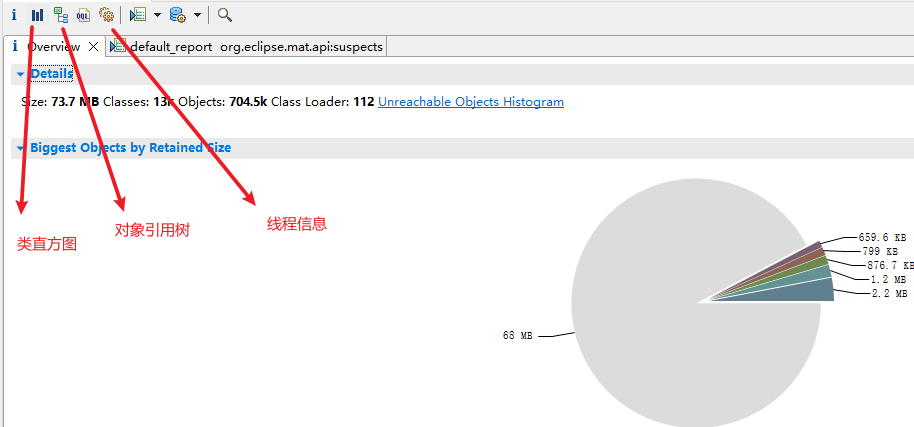 i OQL
i Overview default_report org.eclipse.mat.api:suspects
Details
Size: 73.7 MB Classes: 13k Objects: 704.5k Class Loader: 112 Unreachable Objects Histogram
Biggest Objects by Retained Size
类直方图
对象引用树
线程信息
659.6 KB
799 KB
876.7 KB
1.2 MB
2.2 MB
68 MB